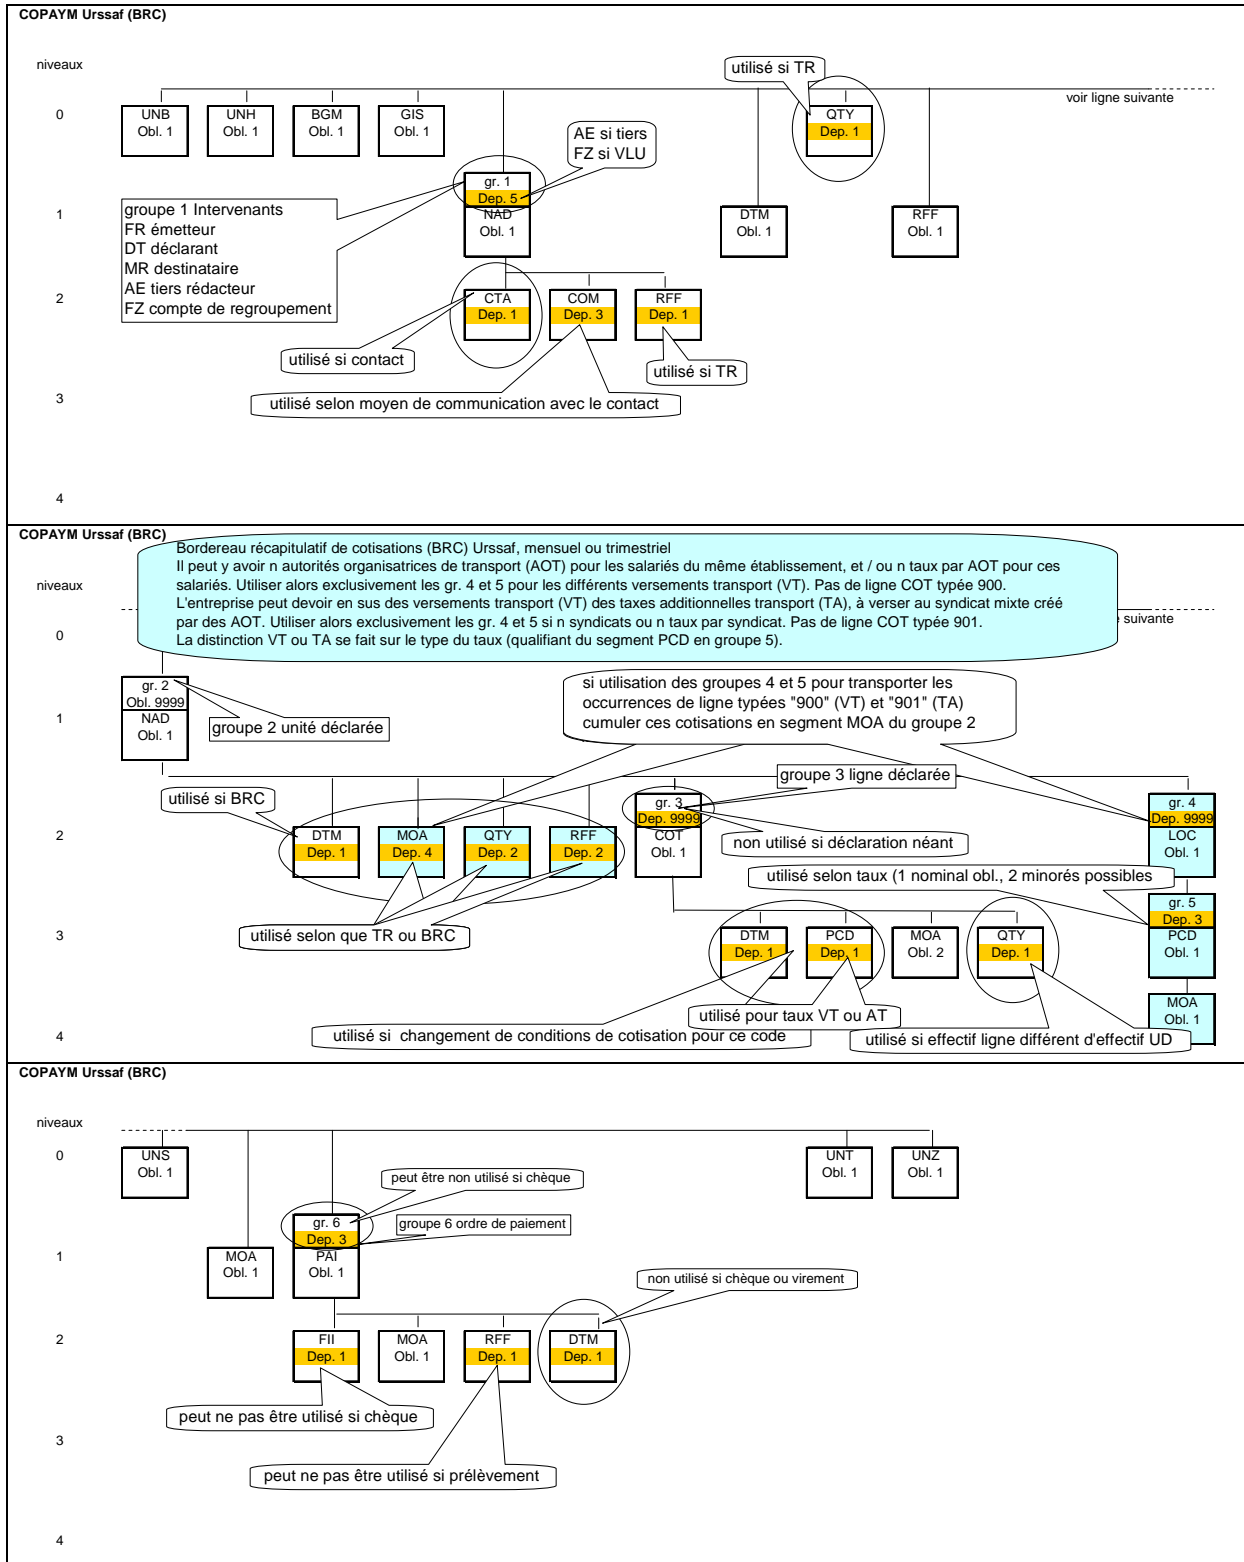 COPAYM Urssaf (BRC)
niveaux
utilisé si TR
voir ligne suivante
0
UNB
Obl. 1
UNH
Obl. 1
BGM
Obl. 1
GIS
Obl. 1
QTY
Dep. 1
AE si tiers
FZ si VLU
gr. 1
Dep. 5
NAD
Obl. 1
1
groupe 1 Intervenants
FR émetteur
DT déclarant
MR destinataire
AE tiers rédacteur
FZ compte de regroupement
DTM
Obl. 1
RFF
Obl. 1
2
CTA
Dep. 1
COM
Dep. 3
RFF
Dep. 1
utilisé si contact
utilisé si TR
utilisé selon moyen de communication avec le contact
3
4
COPAYM Urssaf (BRC)
Bordereau récapitulatif de cotisations (BRC) Urssaf, mensuel ou trimestriel
Il peut y avoir n autorités organisatrices de transport (AOT) pour les salariés du même établissement, et / ou n taux par AOT pour ces
salariés. Utiliser alors exclusivement les gr. 4 et 5 pour les différents versements transport (VT). Pas de ligne COT typée 900.
L'entreprise peut devoir en sus des versements transport (VT) des taxes additionnelles transport (TA), à verser au syndicat mixte créé
par des AOT. Utiliser alors exclusivement les gr. 4 et 5 si n syndicats ou n taux par syndicat. Pas de ligne COT typée 901.
La distinction VT ou TA se fait sur le type du taux (qualifiant du segment PCD en groupe 5).
niveaux
suivante
0
gr. 2
Obl. 9999
NAD
Obl. 1
1
groupe 2 unité déclarée
si utilisation des groupes 4 et 5 pour transporter les
occurrences de ligne typées "900" (VT) et "901" (TA)
cumuler ces cotisations en segment MOA du groupe 2
groupe 3 ligne déclarée
utilisé si BRC
2
DTM
Dep. 1
MOA
Dep. 4
QTY
Dep. 2
RFF
Dep. 2
gr. 3
Dep. 9999
COT
Obl. 1
non utilisé si déclaration néant
gr. 4
Dep. 9999
LOC
Obl. 1
utilisé selon taux (1 nominal obl., 2 minorés possibles
utilisé selon que TR ou BRC
3
DTM
Dep. 1
PCD
Dep. 1
MOA
Obl. 2
QTY
Dep. 1
gr. 5
Dep. 3
PCD
Obl. 1
utilisé pour taux VT ou AT
MOA
Obl. 1
4
utilisé si  changement de conditions de cotisation pour ce code
utilisé si effectif ligne différent d'effectif UD
COPAYM Urssaf (BRC)
niveaux
0
UNS
Obl. 1
UNT
Obl. 1
UNZ
Obl. 1
peut être non utilisé si chèque
gr. 6
Dep. 3
PAI
Obl. 1
groupe 6 ordre de paiement
1
MOA
Obl. 1
non utilisé si chèque ou virement
2
FII
Dep. 1
MOA
Obl. 1
RFF
Dep. 1
DTM
Dep. 1
peut ne pas être utilisé si chèque
3
peut ne pas être utilisé si prélèvement
4